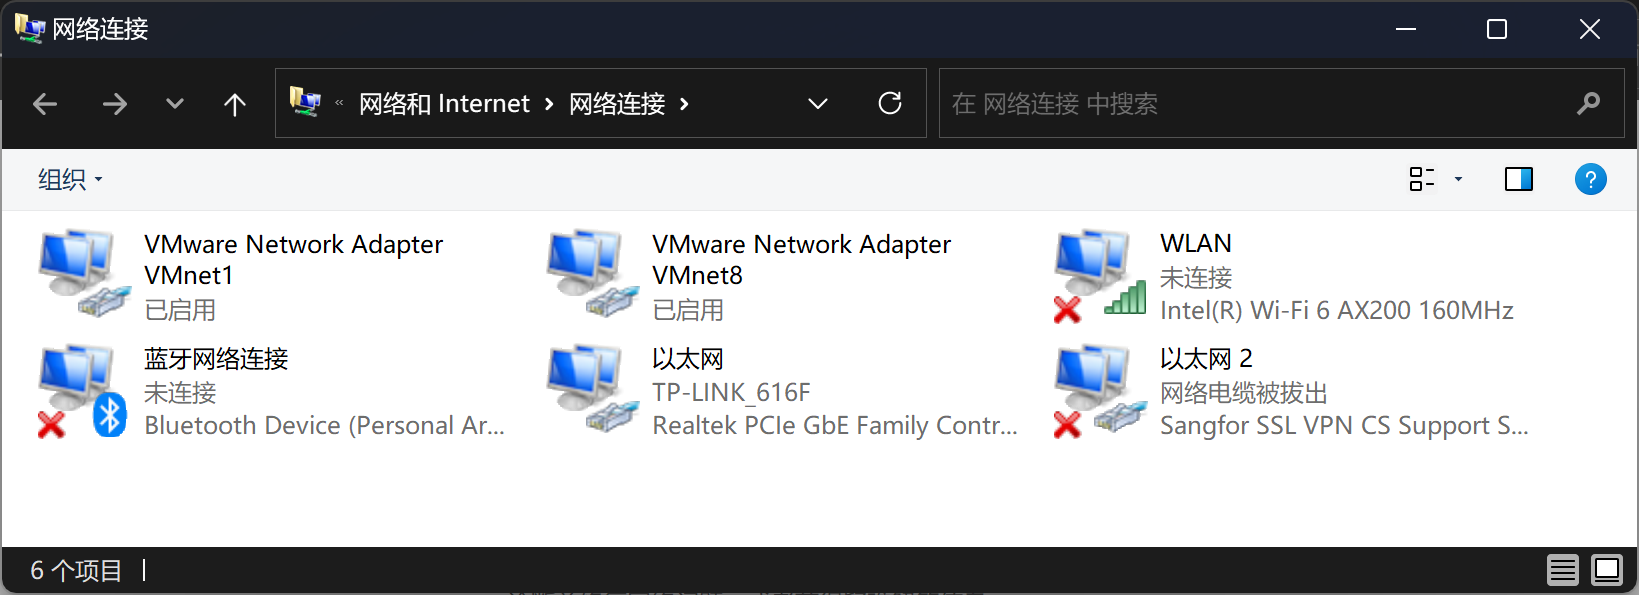 网络连接
« 网络和 Internet › 网络连接 ›
在 网络连接 中搜索
组织
VMware Network Adapter
VMnet1
已启用
VMware Network Adapter
VMnet8
已启用
WLAN
未连接
Intel(R) Wi-Fi 6 AX200 160MHz
蓝牙网络连接
未连接
Bluetooth Device (Personal Ar...
以太网
TP-LINK_616F
Realtek PCIe GbE Family Contr...
以太网 2
网络电缆被拔出
Sangfor SSL VPN CS Support S...
6 个项目